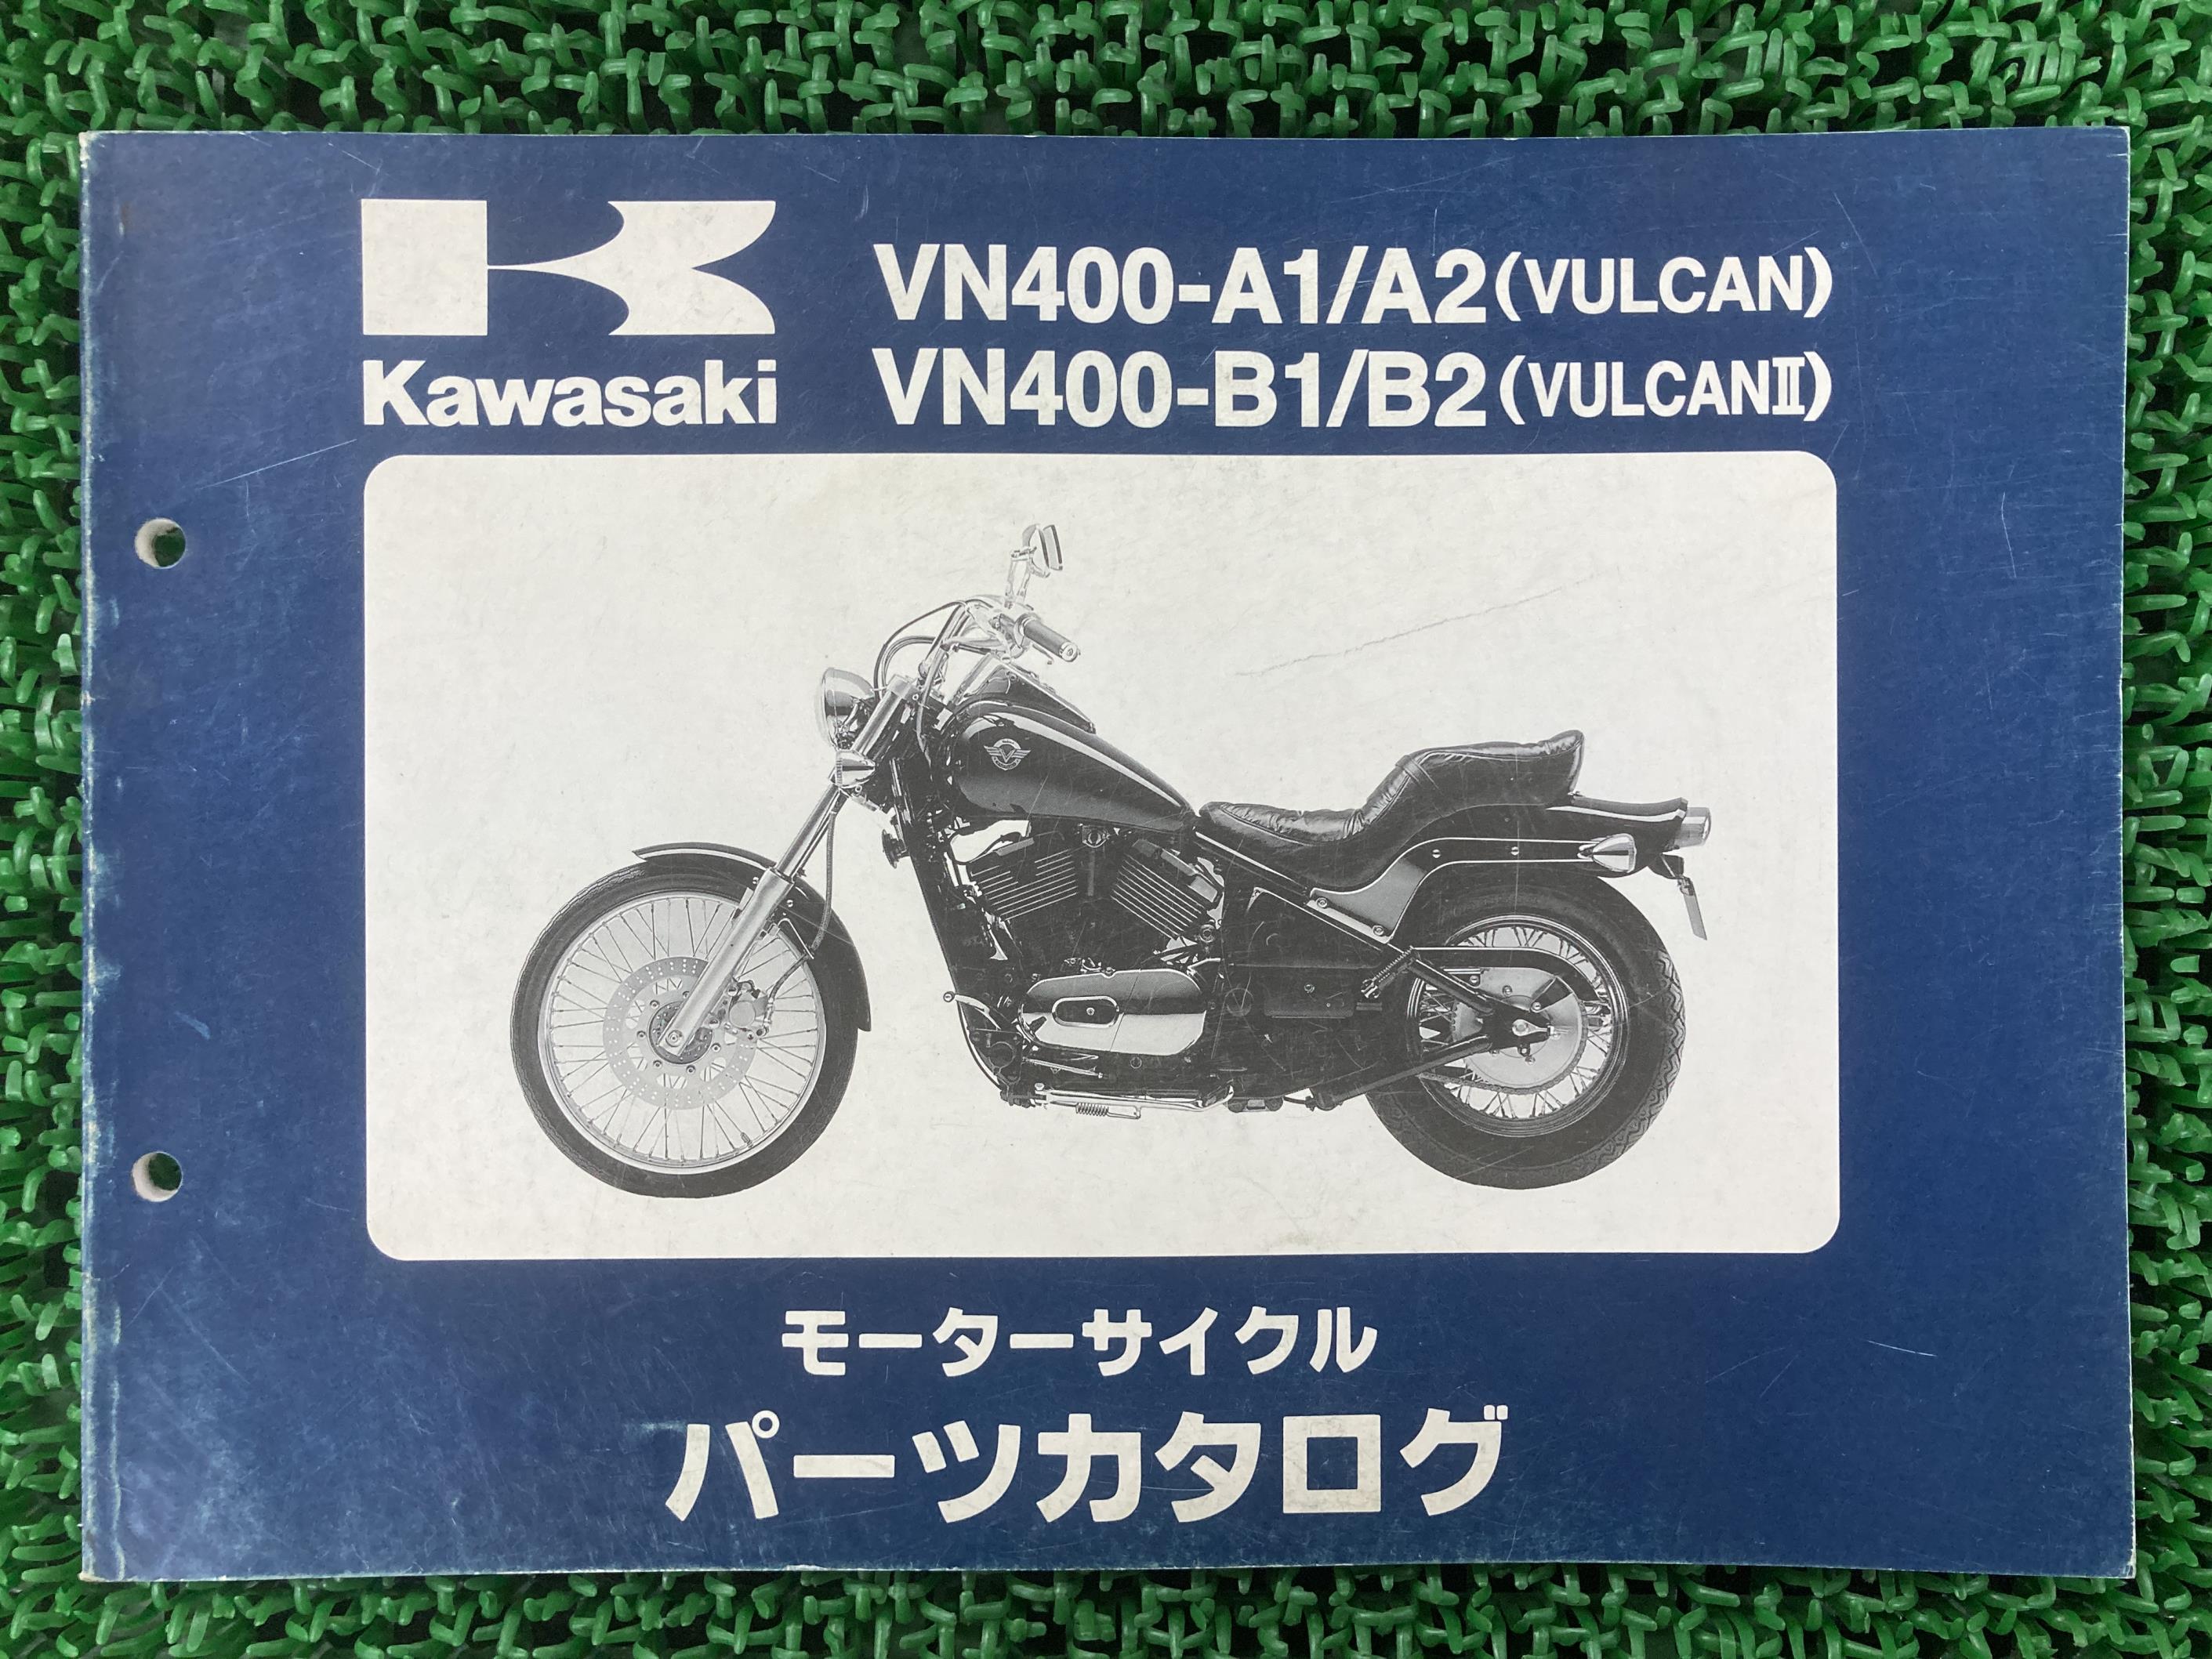 VN400-A1/A2(VULCAN)
Kawasaki
VN400-B1/B2(VULCANⅡ)
モーターサイクル
パーツカタログ